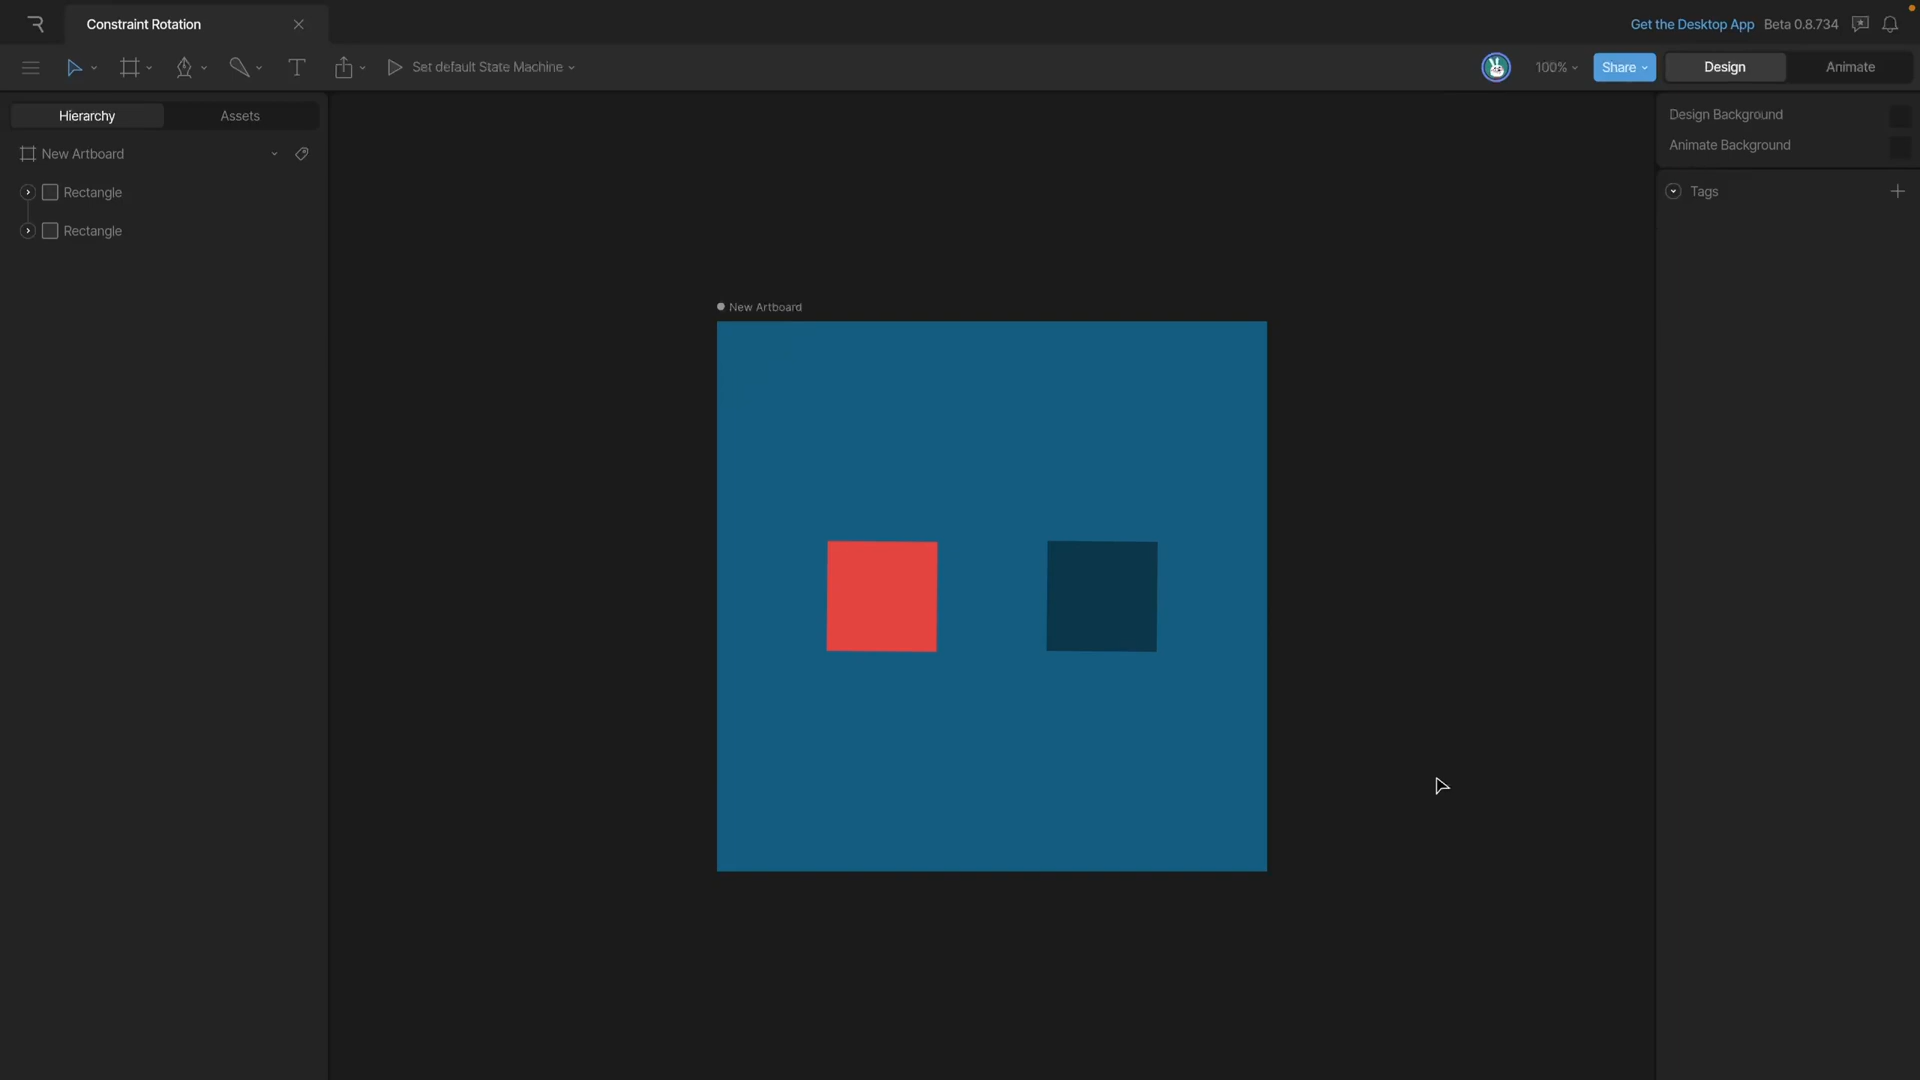 Constraint Rotation
Get the Desktop App
Beta 0.8.734
Set default State Machine
100%
Share
Design
Animate
Hierarchy
Assets
New Artboard
Rectangle
Rectangle
Design Background
Animate Background
Tags
New Artboard